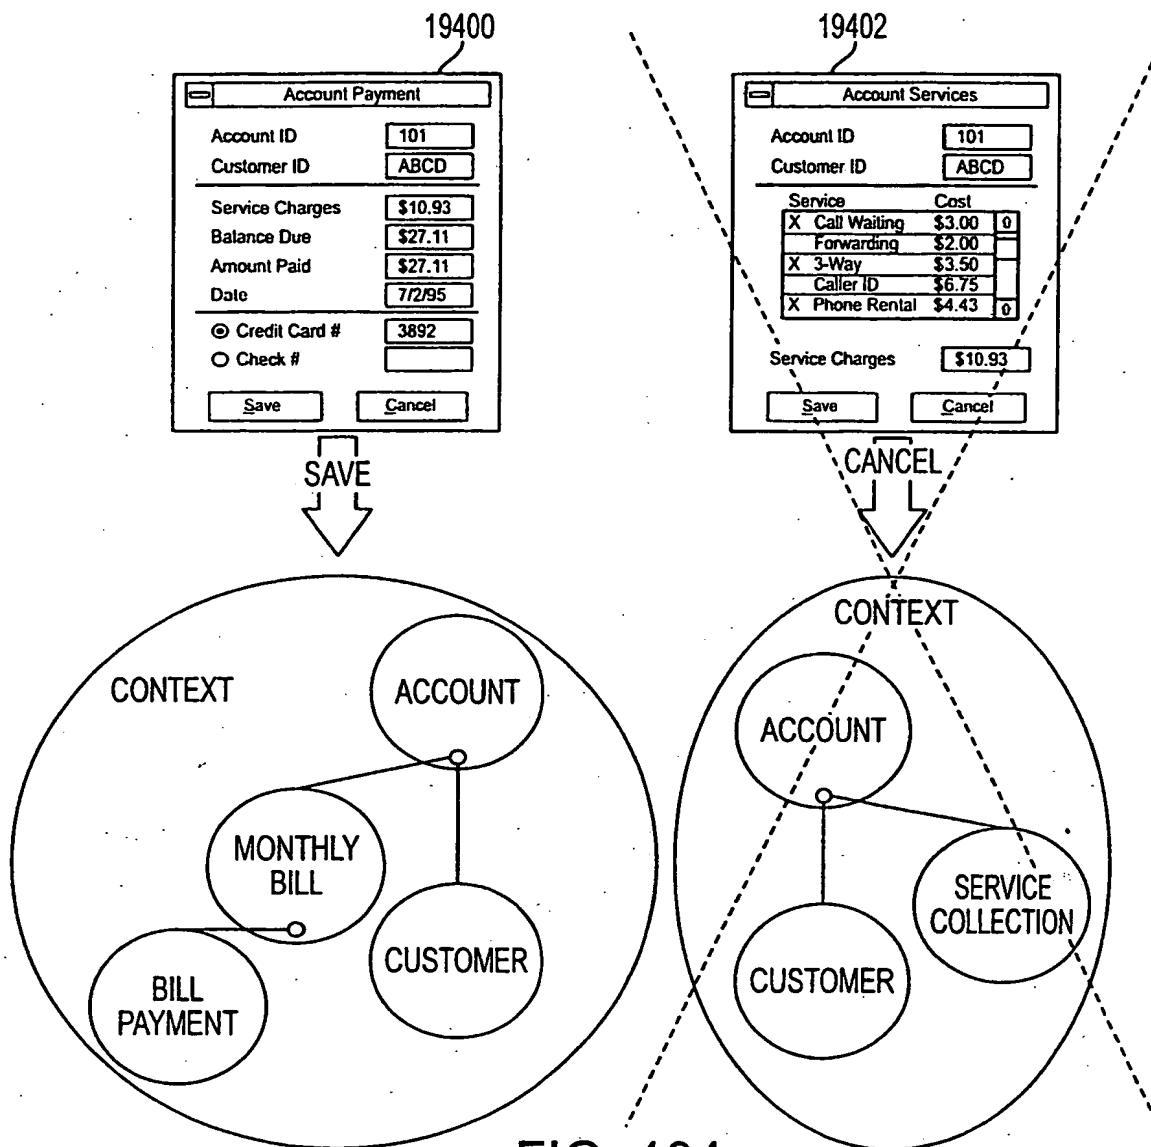 19400
Account Payment
Account ID 101
Customer ID ABCD
Service Charges $10.93
Balance Due $27.11
Amount Paid $27.11
Date 7/2/95
Credit Card # 3892
Check #
Save Cancel
SAVE
CONTEXT
ACCOUNT
MONTHLY
BILL
CUSTOMER
BILL
PAYMENT
19402
Account Services
Account ID 101
Customer ID ABCD
Service Cost
X Call Waiting $3.00 0
Forwarding $2.00
X 3-Way $3.50
Caller ID $6.75
X Phone Rental $4.43 0
Service Charges $10.93
Save Cancel
CANCEL
CONTEXT
ACCOUNT
SERVICE
COLLECTION
CUSTOMER